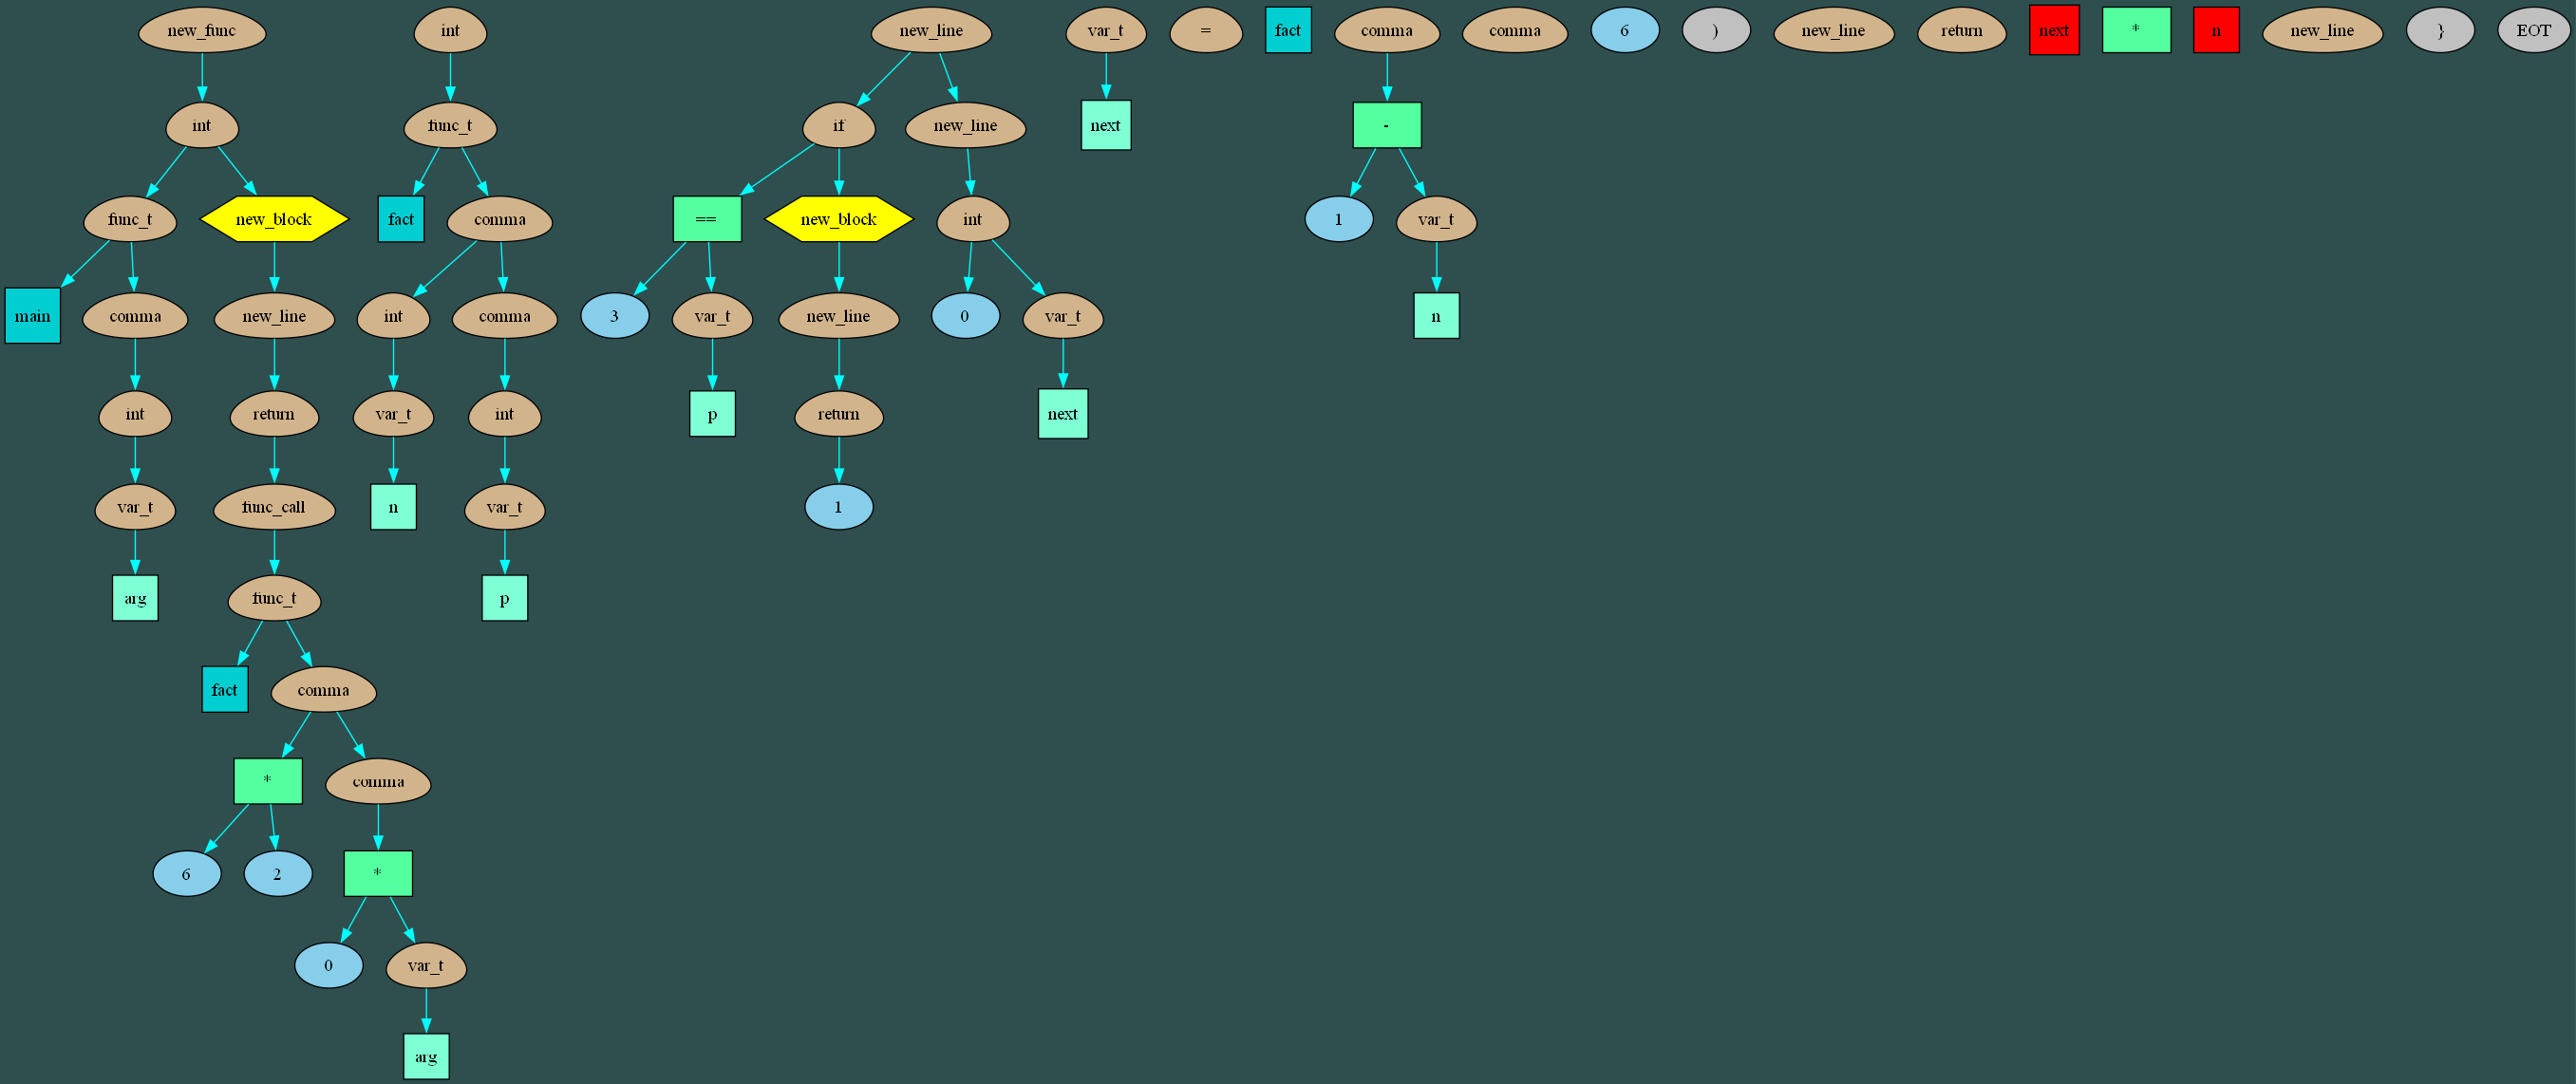 new_func int new_line var_t = fact comma comma 6 ) new_line return next * n new_line } EOT
int func_t if new_line next -
func_t new_block fact comma == new_block int 1 var_t
main comma new_line int comma 3 var_t new_line 0 var_t n
int return var_t int p return next
var_t func_call n var_t 1
arg func_t p
fact comma
* comma
6 2 *
0 var_t
arg